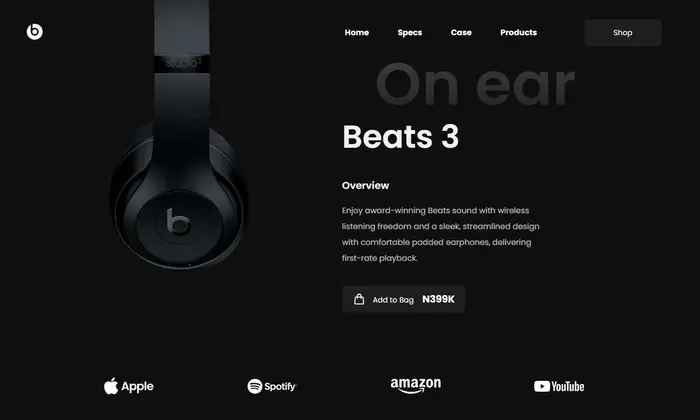 b
Home Specs Case Products Shop
studio³
On ear
Beats 3
Overview
Enjoy award-winning Beats sound with wireless
listening freedom and a sleek, streamlined design
with comfortable padded earphones, delivering
first-rate playback.
Add to Bag N399K
b
Apple Spotify amazon YouTube